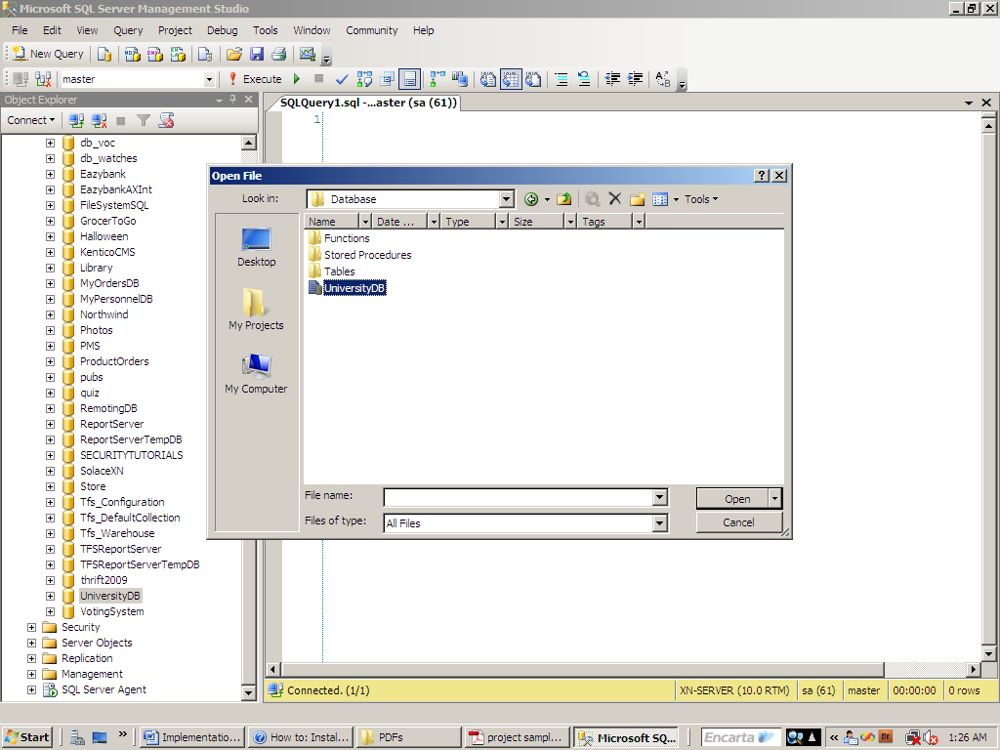 Microsoft SQL Server Management Studio
File Edit View Query Project Debug Tools Window Community Help
New Query
master Execute
Object Explorer
Connect
db_voc
db_watches
Eazybank
EazybankAXInt
FileSystemSQL
GrocerToGo
Halloween
KenticoCMS
Library
MyOrdersDB
MyPersonnelDB
Northwind
Photos
PMS
ProductOrders
pubs
quiz
RemotingDB
ReportServer
ReportServerTempDB
SECURITYTUTORIALS
SolaceXN
Store
Tfs_Configuration
Tfs_DefaultCollection
Tfs_Warehouse
TFSReportServer
TFSReportServerTempDB
thrift2009
UniversityDB
VotingSystem
Security
Server Objects
Replication
Management
SQL Server Agent
SQLQuery1.sql -...aster (sa (61))
1
Open File
Look in: Database Tools
Desktop
My Projects
My Computer
Name Date ... Type Size Tags
Functions
Stored Procedures
Tables
UniversityDB
File name: Open
Files of type: All Files Cancel
Connected. (1/1) XN-SERVER (10.0 RTM) sa (61) master 00:00:00 0 rows
Start Implementatio... How to: Instal... PDFs project sampl... Microsoft SQ... Encarta Br 1:26 AM